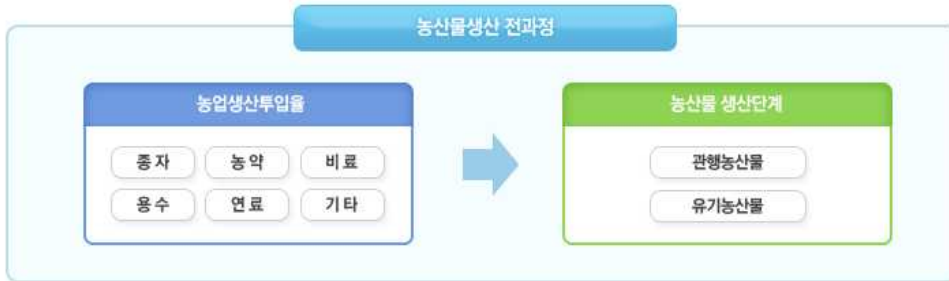 농산물생산 전과정
농업생산투입율
종 자
농 약
비 료
용 수
연 료
기 타
농산물 생산단계
관행농산물
유기농산물